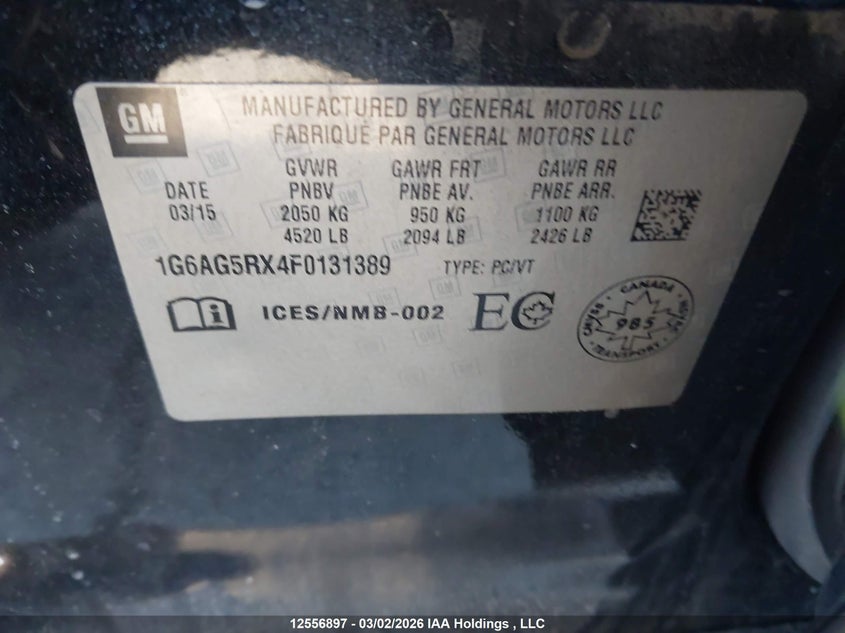 GM
MANUFACTURED BY GENERAL MOTORS LLC
FABRIQUÉ PAR GENERAL MOTORS LLC
GVWR GAWR FRT GAWR RR
DATE PNBV PNBE AV. PNBE ARR.
03/15 2050 KG 950 KG 1100 KG
4520 LB 2094 LB 2426 LB
1G6AG5RX4F0131389 TYPE: PC/VT
i ICES/NMB-002 EC
CANADA
985
TRANSPORT
12556897 - 03/02/2026 IAA Holdings , LLC